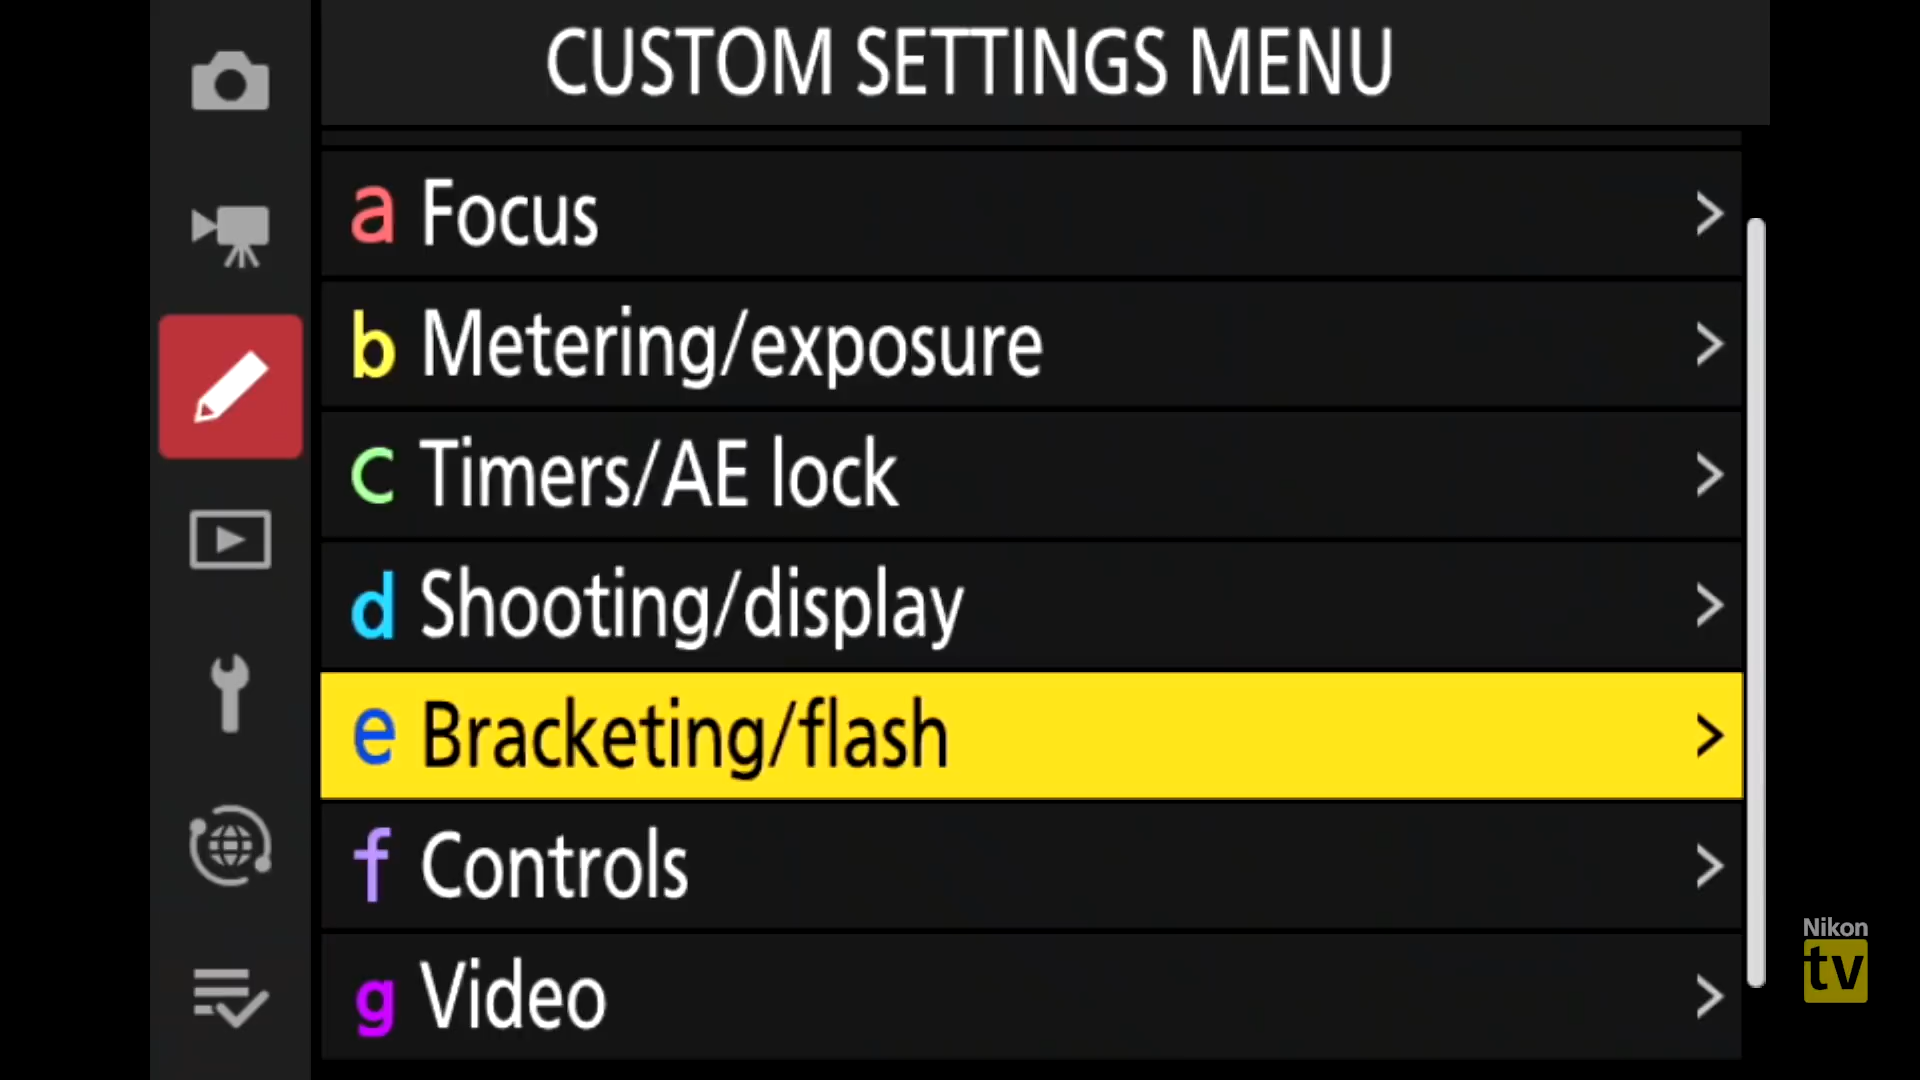 CUSTOM SETTINGS MENU
a Focus >
b Metering/exposure >
c Timers/AE lock >
d Shooting/display >
e Bracketing/flash >
f Controls >
g Video >
Nikon
tv